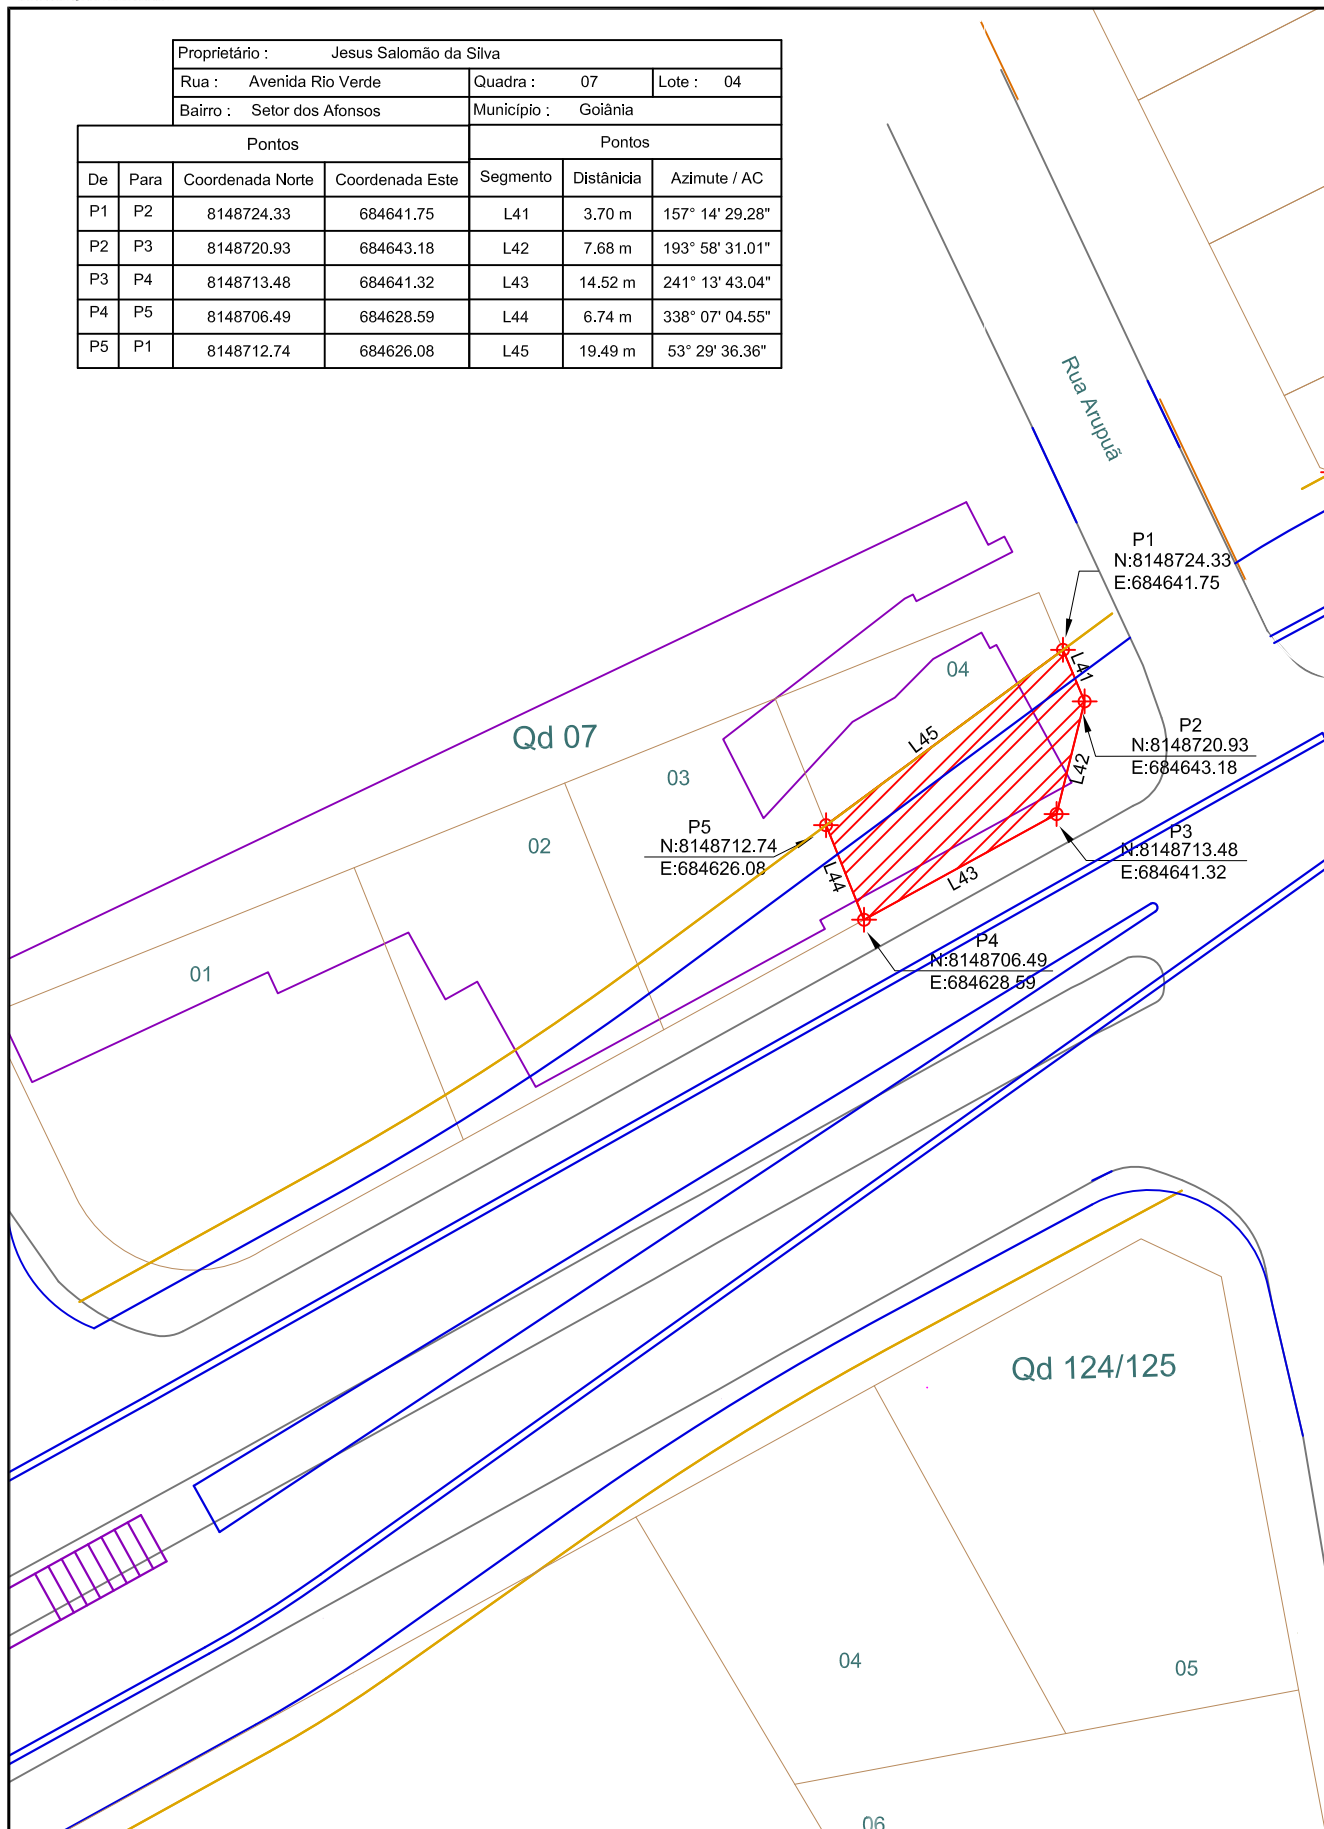 Proprietário : Jesus Salomão da Silva
Rua : Avenida Rio Verde Quadra : 07 Lote : 04
Bairro : Setor dos Afonsos Município : Goiânia
Pontos Pontos
De Para Coordenada Norte Coordenada Este Segmento Distânicia Azimute / AC
P1 P2 8148724.33 684641.75 L41 3.70 m 157° 14' 29.28"
P2 P3 8148720.93 684643.18 L42 7.68 m 193° 58' 31.01"
P3 P4 8148713.48 684641.32 L43 14.52 m 241° 13' 43.04"
P4 P5 8148706.49 684628.59 L44 6.74 m 338° 07' 04.55"
P5 P1 8148712.74 684626.08 L45 19.49 m 53° 29' 36.36"
Rua Arupuã
P1
N:8148724.33
E:684641.75
L41
04
Qd 07
L45
P2
N:8148720.93
E:684643.18
L42
03
P5
N:8148712.74
E:684626.08
02
P3
N:8148713.48
E:684641.32
L44
L43
P4
N:8148706.49
E:684628.59
01
Qd 124/125
04
05
06